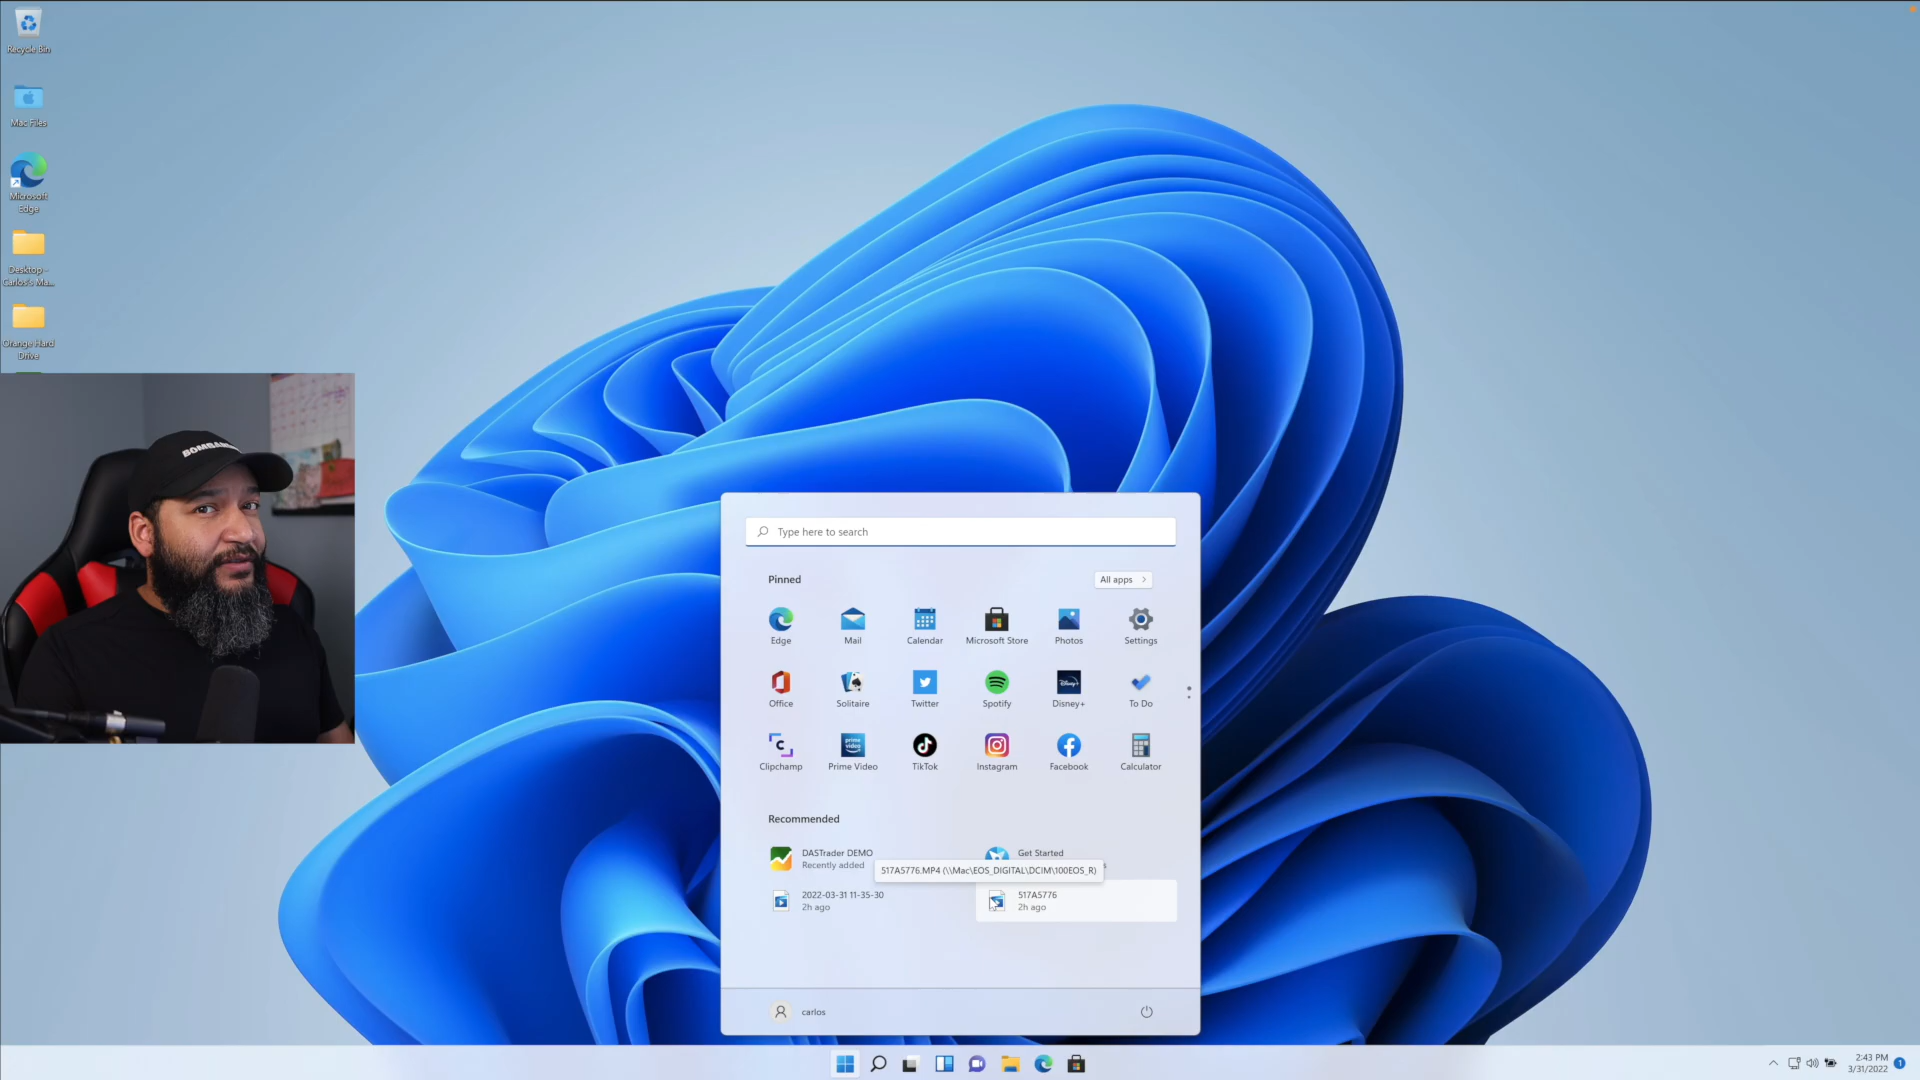 Recycle Bin
Mac Files
Microsoft
Edge
Desktop -
Carlos's Ma...
Orange Hard
Drive
Type here to search
Pinned
All apps
Edge
Mail
Calendar
Microsoft Store
Photos
Settings
Office
Solitaire
Twitter
Spotify
Disney+
To Do
Clipchamp
Prime Video
TikTok
Instagram
Facebook
Calculator
Recommended
DASTrader DEMO
Recently added
Get Started
517A5776.MP4 (\\Mac\EOS_DIGITAL\DCIM\100EOS_R)
2022-03-31 11-35-30
2h ago
517A5776
2h ago
carlos
2:43 PM
3/31/2022
1